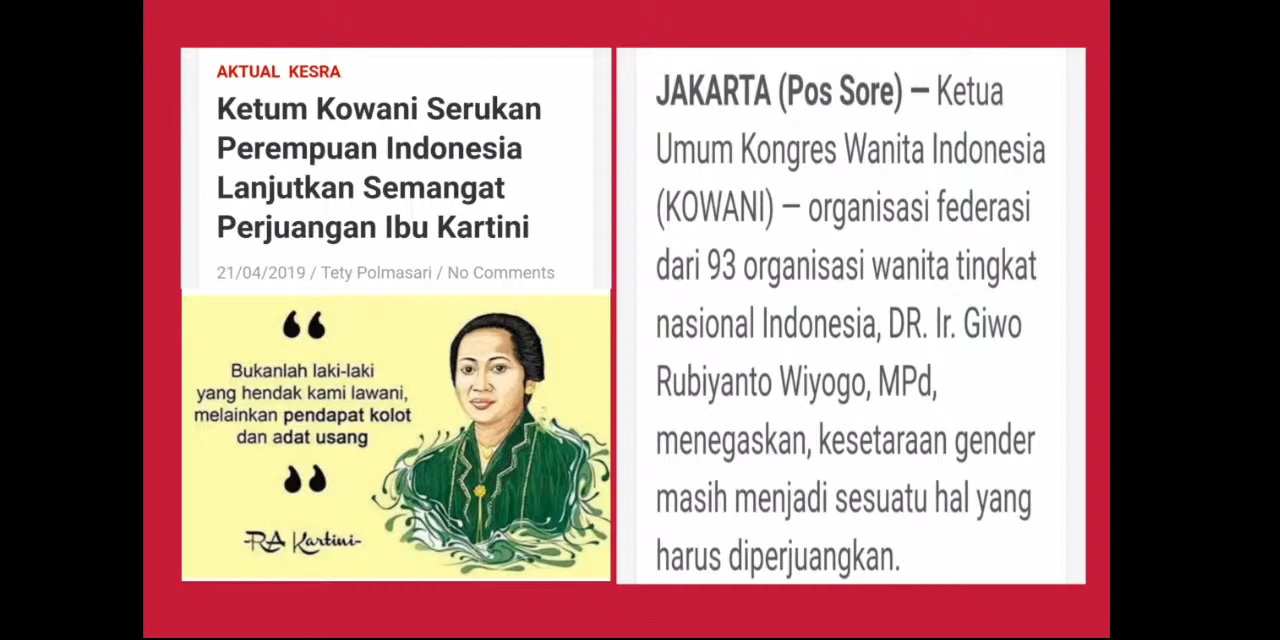 AKTUAL KESRA
Ketum Kowani Serukan
Perempuan Indonesia
Lanjutkan Semangat
Perjuangan Ibu Kartini
21/04/2019 / Tety Polmasari / No Comments
“
Bukanlah laki-laki
yang hendak kami lawani,
melainkan pendapat kolot
dan adat usang
”
RA Kartini
JAKARTA (Pos Sore) — Ketua
Umum Kongres Wanita Indonesia
(KOWANI) — organisasi federasi
dari 93 organisasi wanita tingkat
nasional Indonesia, DR. Ir. Giwo
Rubiyanto Wiyogo, MPd,
menegaskan, kesetaraan gender
masih menjadi sesuatu hal yang
harus diperjuangkan.